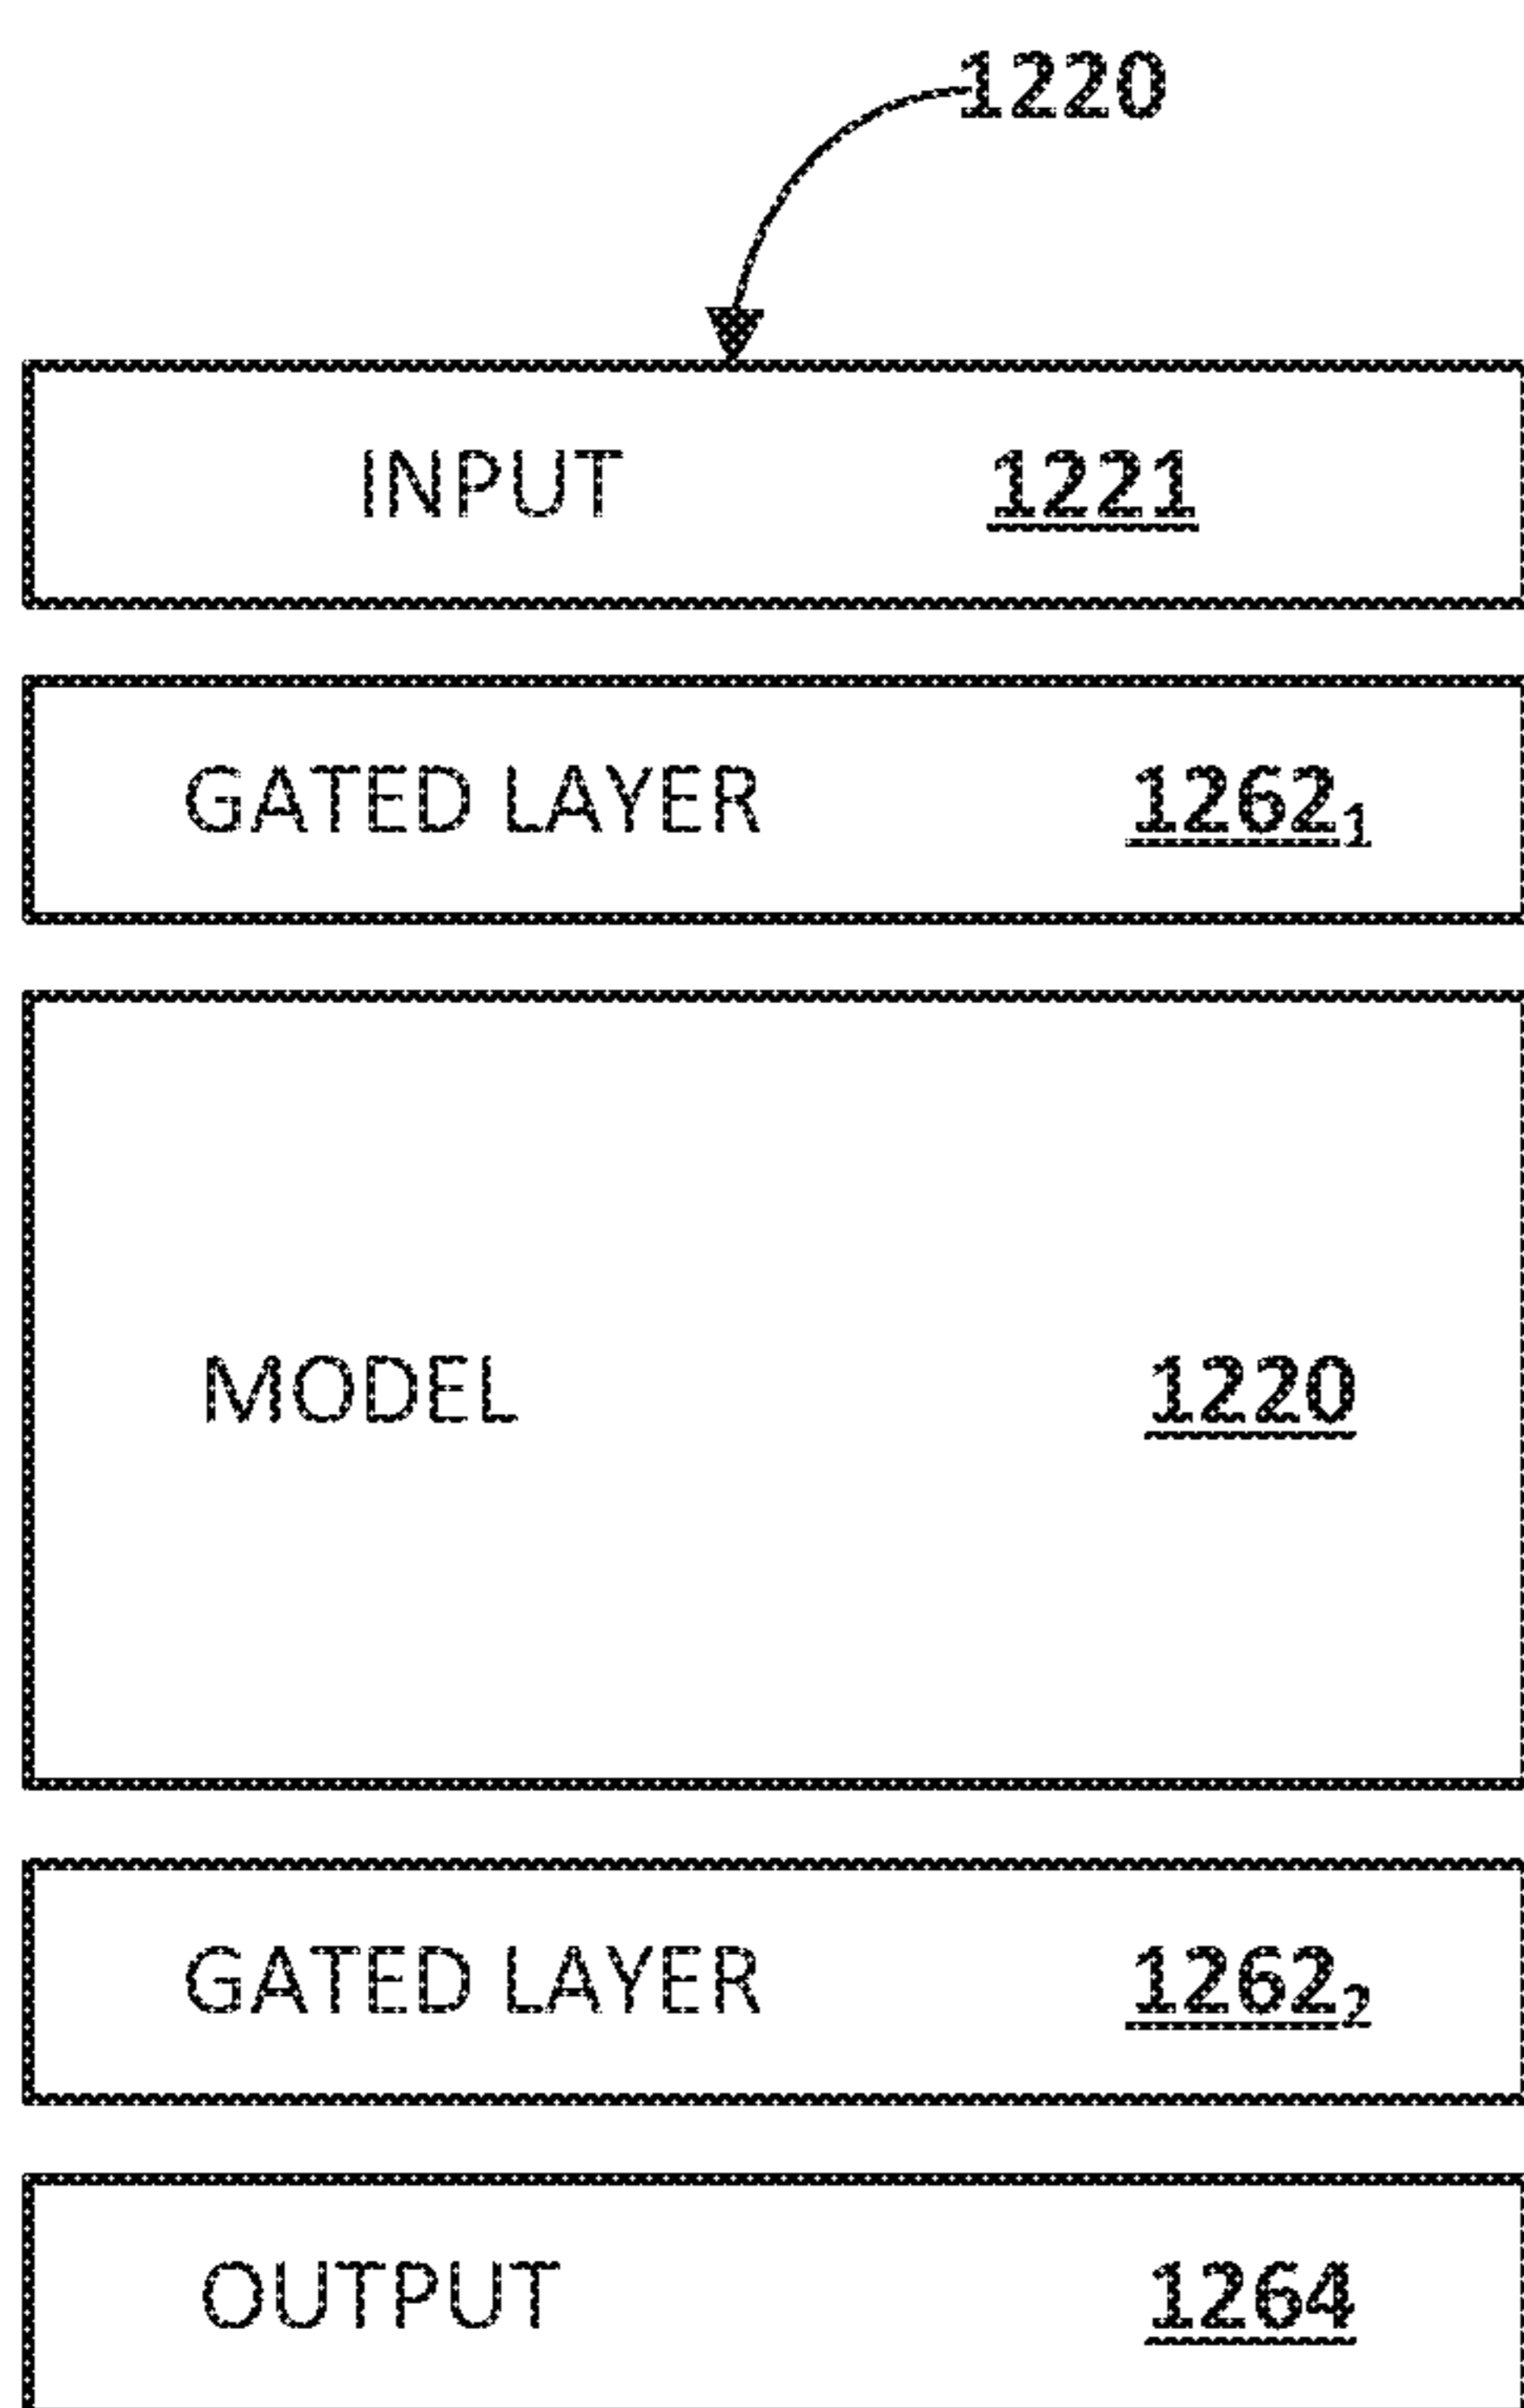 1220
INPUT 1221
GATED LAYER 1262₁
MODEL 1220
GATED LAYER 1262₂
OUTPUT 1264